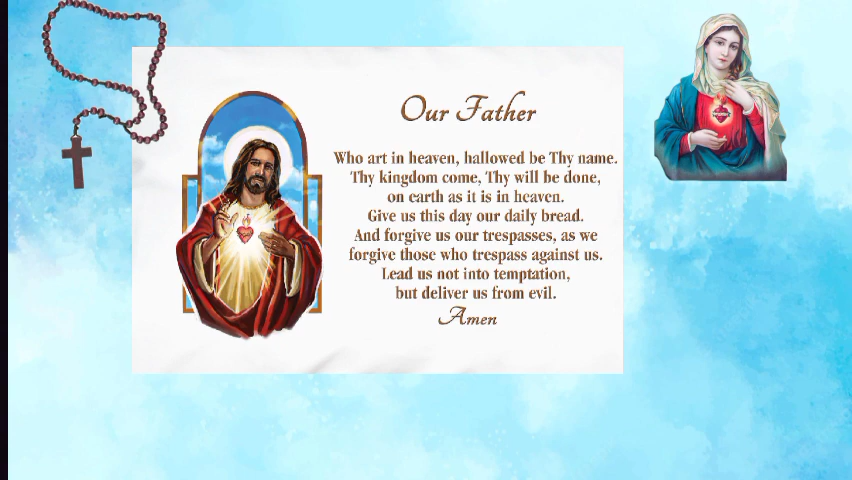 Our Father
Who art in heaven, hallowed be Thy name.
Thy kingdom come, Thy will be done,
on earth as it is in heaven.
Give us this day our daily bread.
And forgive us our trespasses, as we
forgive those who trespass against us.
Lead us not into temptation,
but deliver us from evil.
Amen